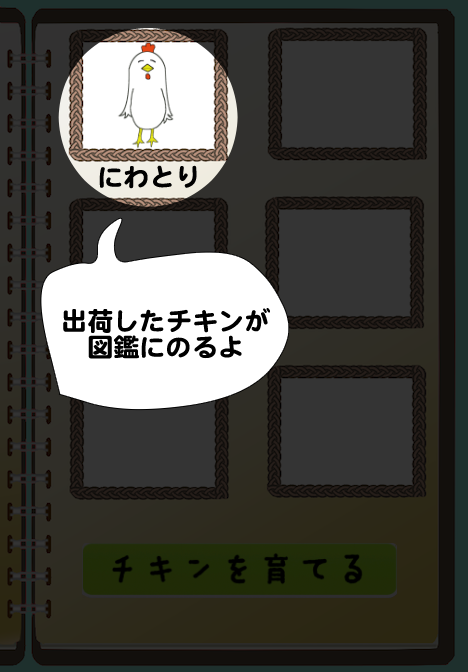 にわとり
出荷したチキンが
図鑑にのるよ
チキンを育てる